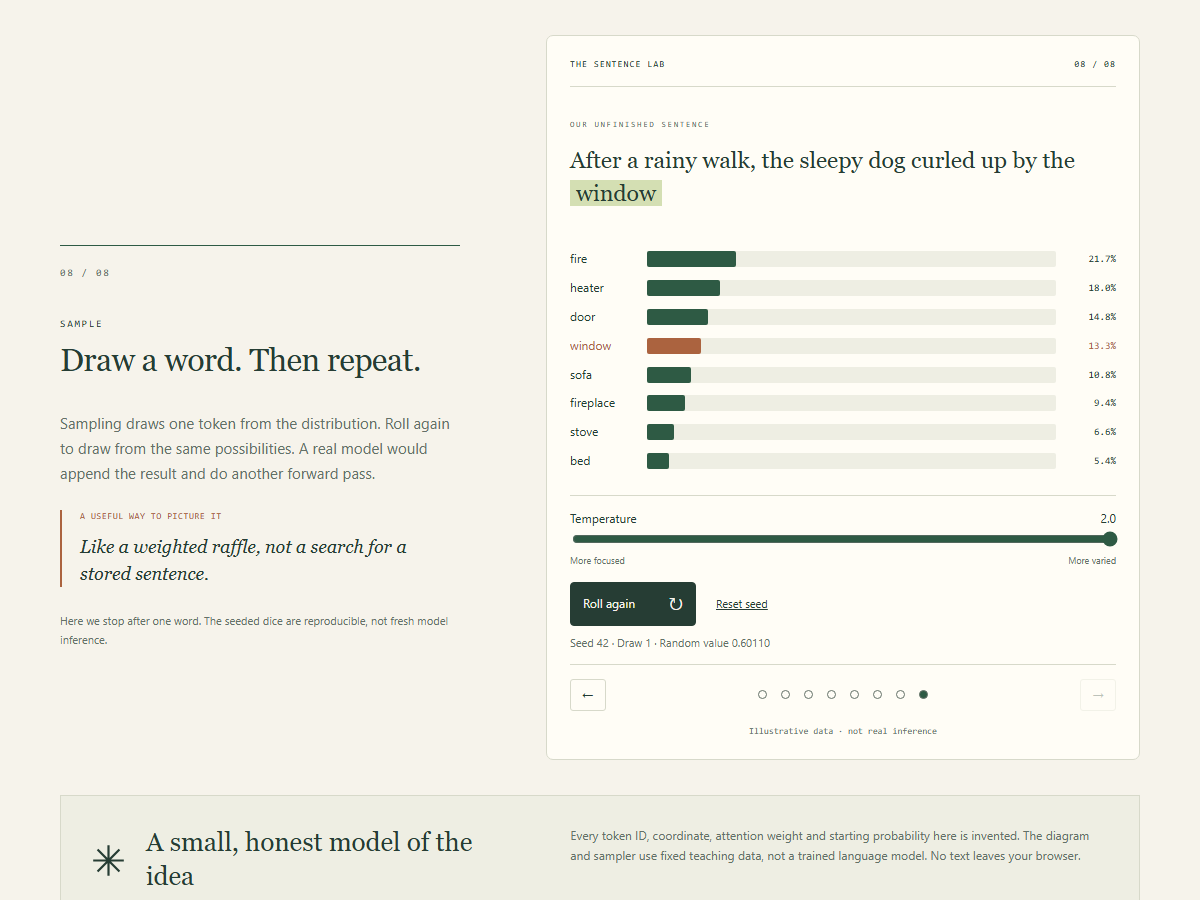 08 / 08
SAMPLE
Draw a word. Then repeat.
Sampling draws one token from the distribution. Roll again
to draw from the same possibilities. A real model would
append the result and do another forward pass.
A USEFUL WAY TO PICTURE IT
Like a weighted raffle, not a search for a
stored sentence.
Here we stop after one word. The seeded dice are reproducible, not fresh model
inference.
THE SENTENCE LAB 08 / 08
OUR UNFINISHED SENTENCE
After a rainy walk, the sleepy dog curled up by the
window
fire 21.7%
heater 18.0%
door 14.8%
window 13.3%
sofa 10.8%
fireplace 9.4%
stove 6.6%
bed 5.4%
Temperature 2.0
More focused More varied
Roll again ↻ Reset seed
Seed 42 · Draw 1 · Random value 0.60110
← →
Illustrative data · not real inference
A small, honest model of the
idea
Every token ID, coordinate, attention weight and starting probability here is invented. The diagram
and sampler use fixed teaching data, not a trained language model. No text leaves your browser.